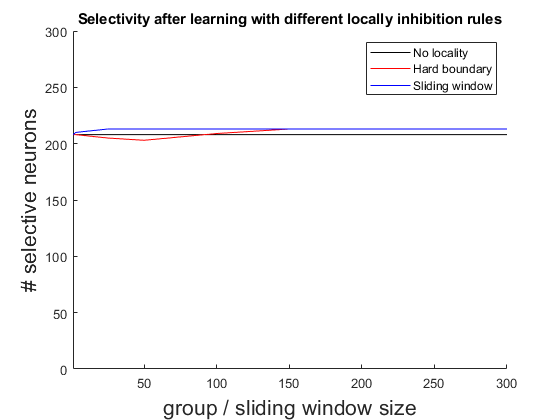 Selectivity after learning with different locally inhibition rules
No locality
Hard boundary
Sliding window
300
250
200
150
100
50
0
# selective neurons
50
100
150
200
250
300
group / sliding window size